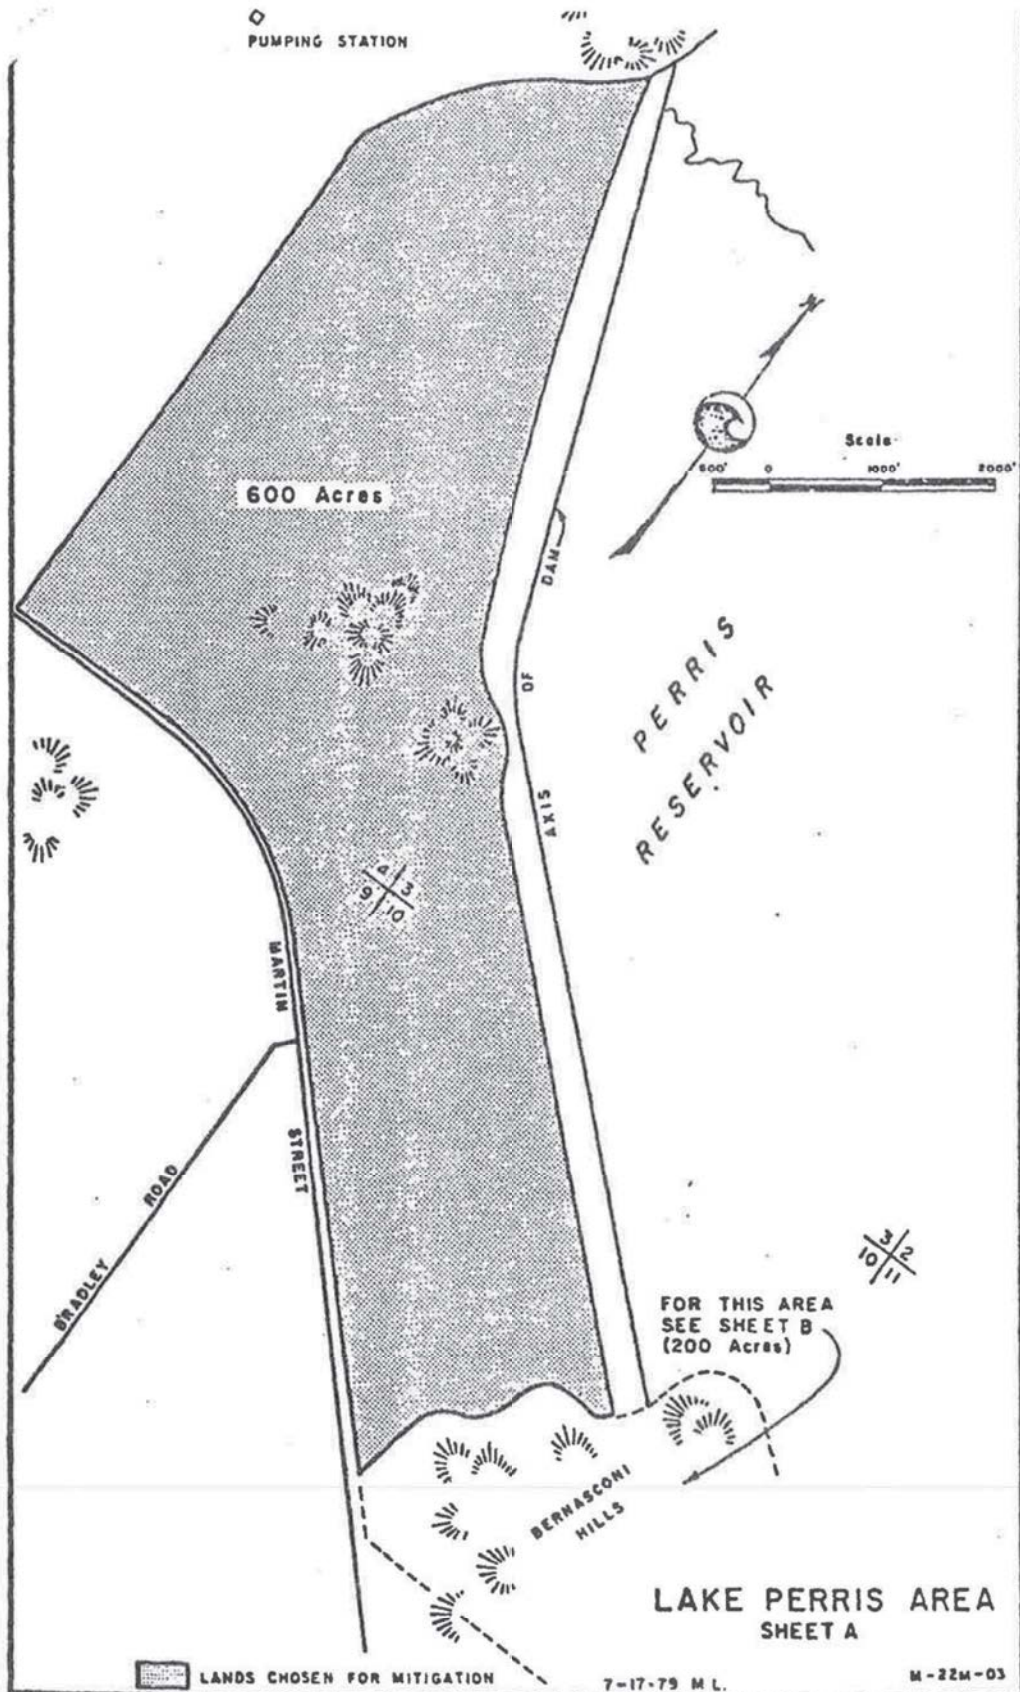 PUMPING STATION
N
Scale
500' 0 1000' 2000'
600 Acres
AXIS OF DAM
PERRIS
RESERVOIR
4 3
9 10
MARTIN STREET
BRADLEY ROAD
3 2
10 11
FOR THIS AREA
SEE SHEET B
(200 Acres)
BERNASCONI
HILLS
LAKE PERRIS AREA
SHEET A
LANDS CHOSEN FOR MITIGATION
7-17-79 M L.
M-22M-03